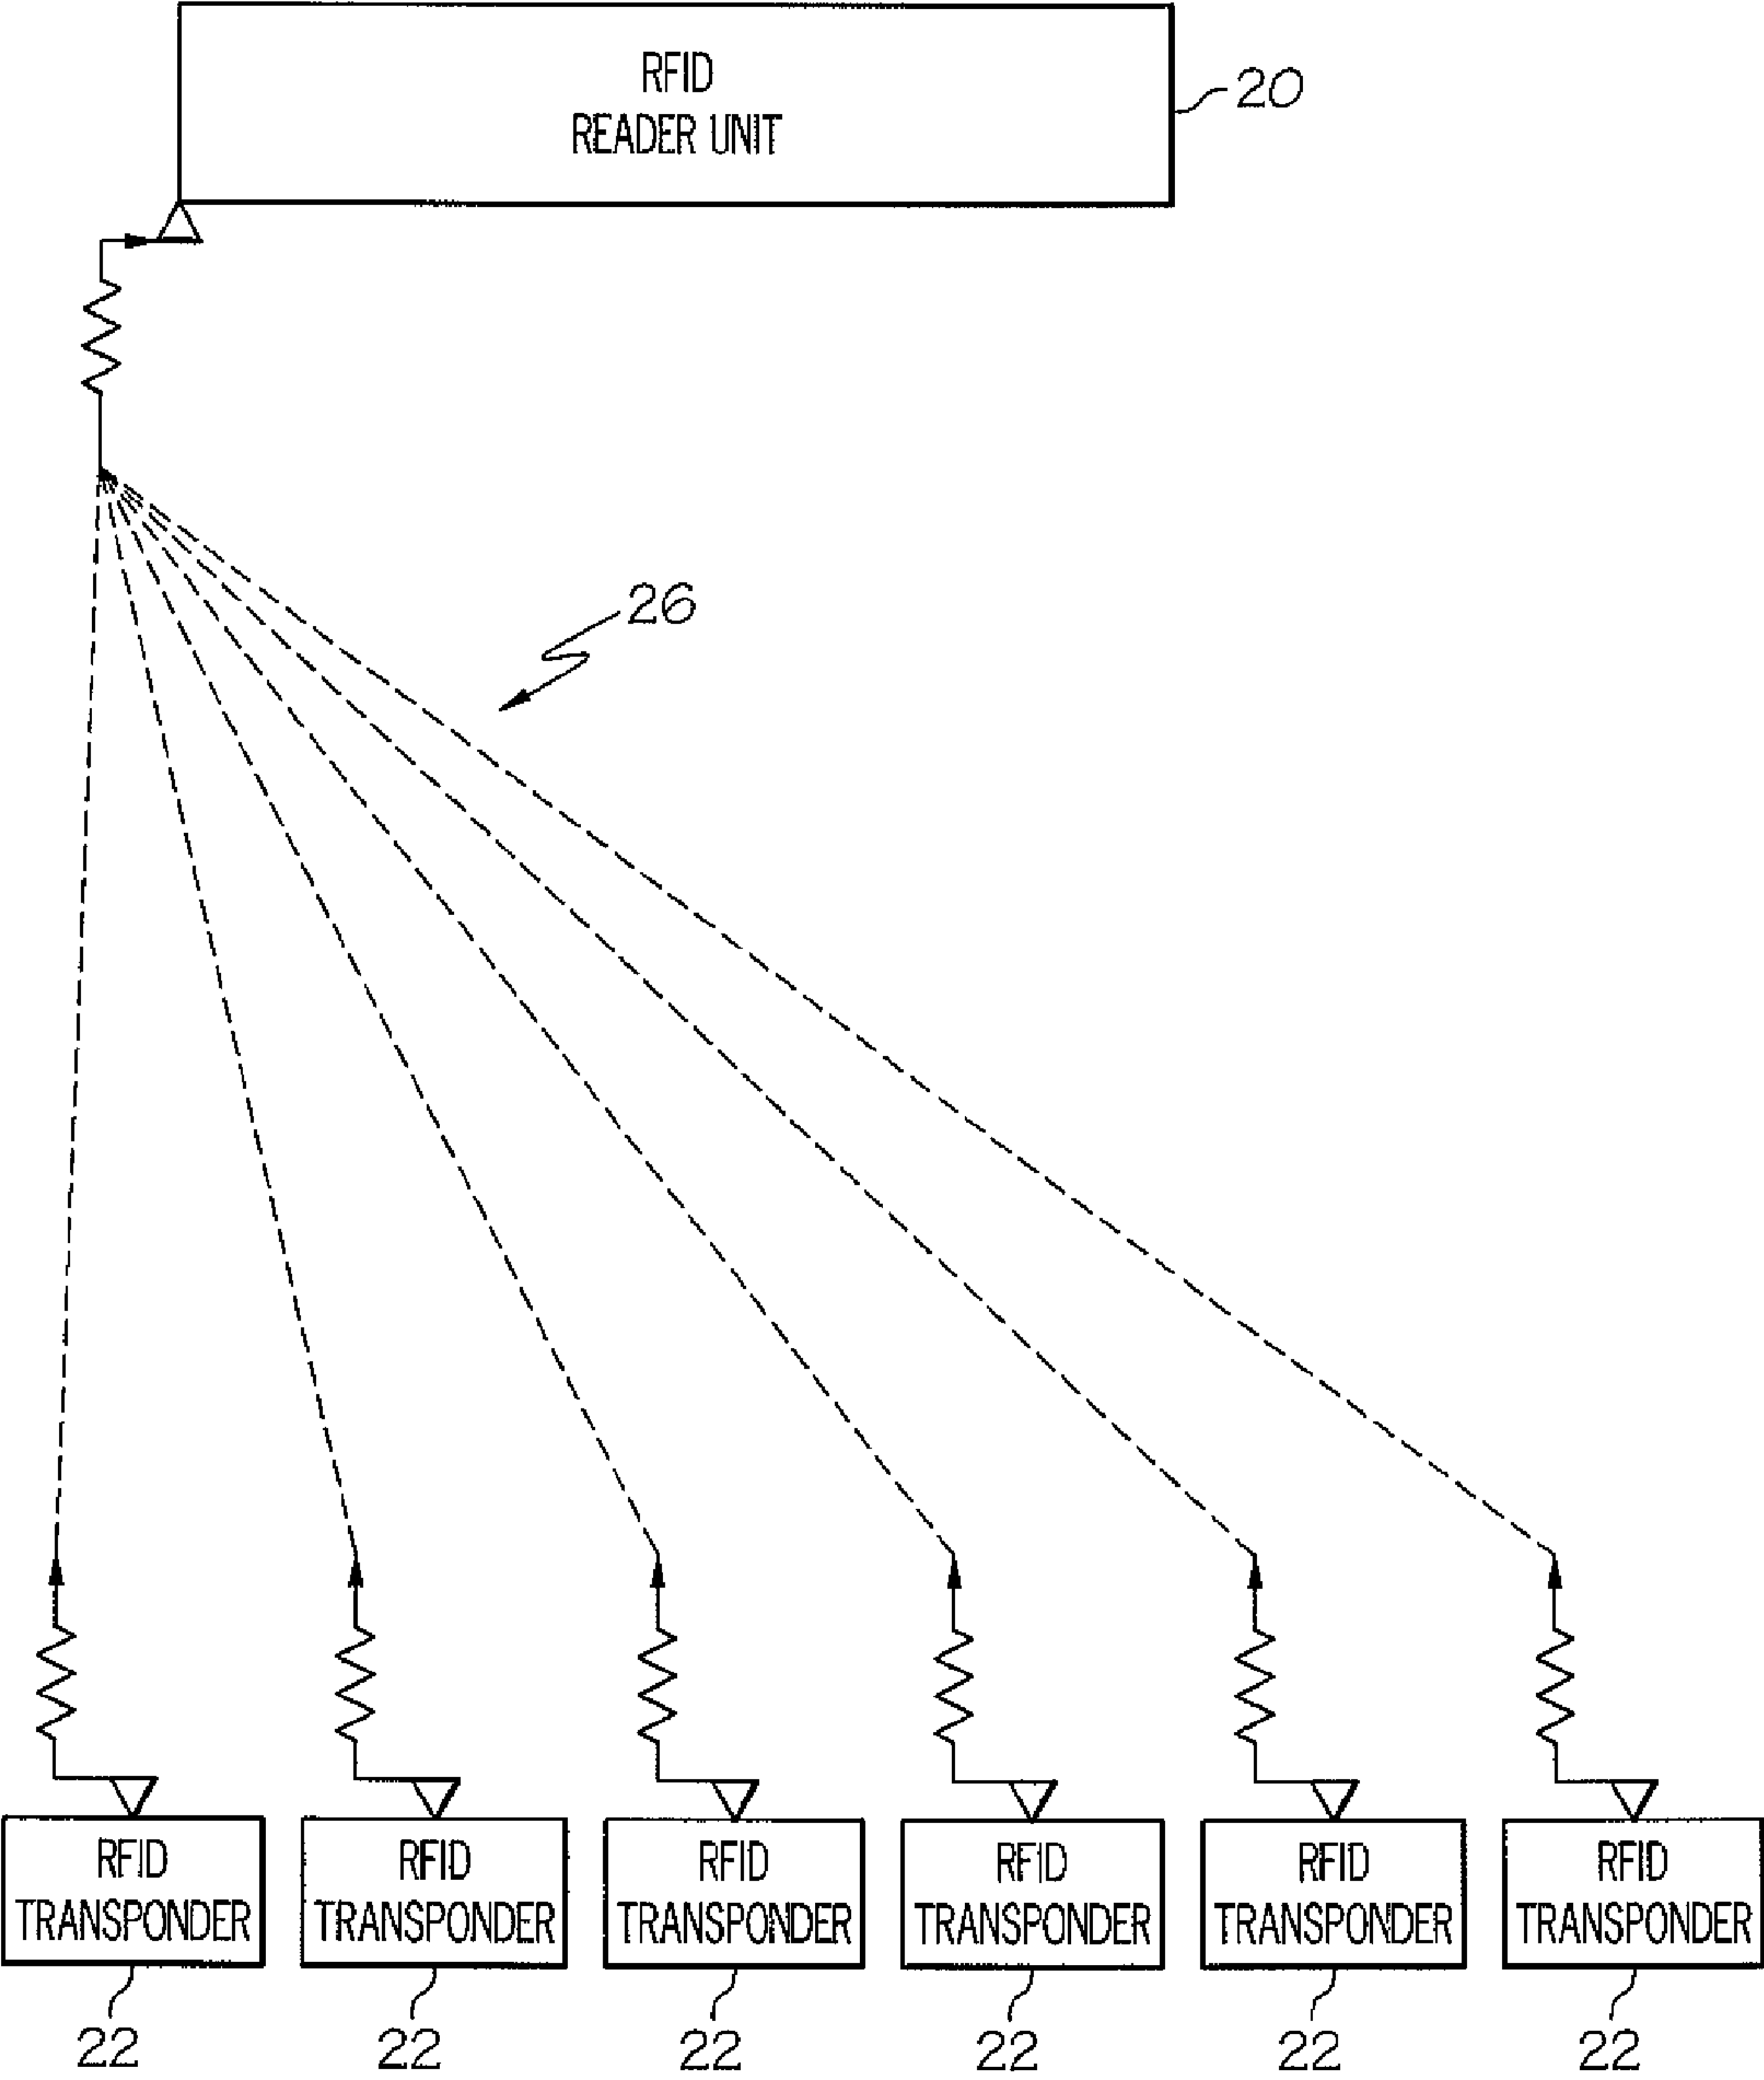 RFID
READER UNIT
20
26
RFID
TRANSPONDER
RFID
TRANSPONDER
RFID
TRANSPONDER
RFID
TRANSPONDER
RFID
TRANSPONDER
RFID
TRANSPONDER
22
22
22
22
22
22